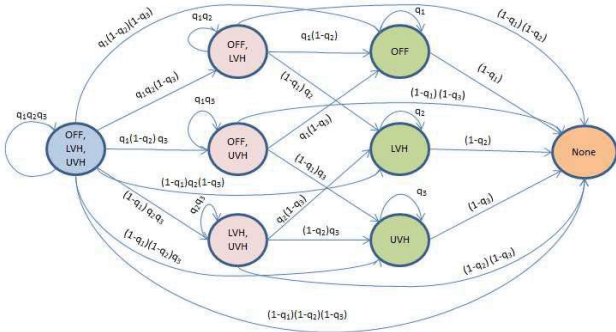 q₁(1-q₂)(1-q₃)
q₁q₂
OFF,
LVH
q₁(1-q₂)
OFF
q₁
(1-q₁)(1-q₂)
q₁q₂(1-q₃)
(1-q₁)q₂
(1-q₁)
q₁q₂q₃
OFF,
LVH,
UVH
q₁(1-q₂) q₃
q₁q₃
OFF,
UVH
q₁(1-q₃)
(1-q₁)(1-q₃)
q₂
LVH
(1-q₂)
None
(1-q₁)q₂(1-q₃)
(1-q₁)q₃
(1-q₁)q₂q₃
q₂q₃
LVH,
UVH
q₂(1-q₃)
(1-q₂)q₃
q₃
UVH
(1-q₃)
(1-q₁)(1-q₂)q₃
(1-q₂)(1-q₃)
(1-q₁)(1-q₂)(1-q₃)